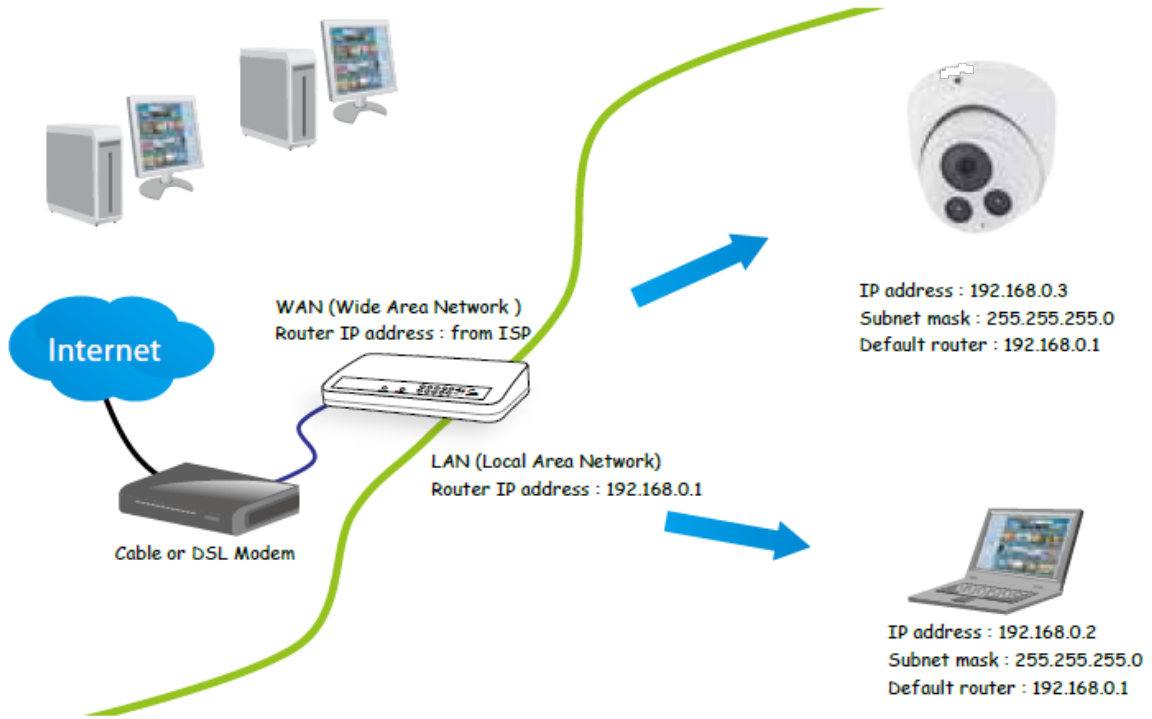 WAN (Wide Area Network )
Router IP address : from ISP
Internet
Cable or DSL Modem
LAN (Local Area Network)
Router IP address : 192.168.0.1
IP address : 192.168.0.3
Subnet mask : 255.255.255.0
Default router : 192.168.0.1
IP address : 192.168.0.2
Subnet mask : 255.255.255.0
Default router : 192.168.0.1